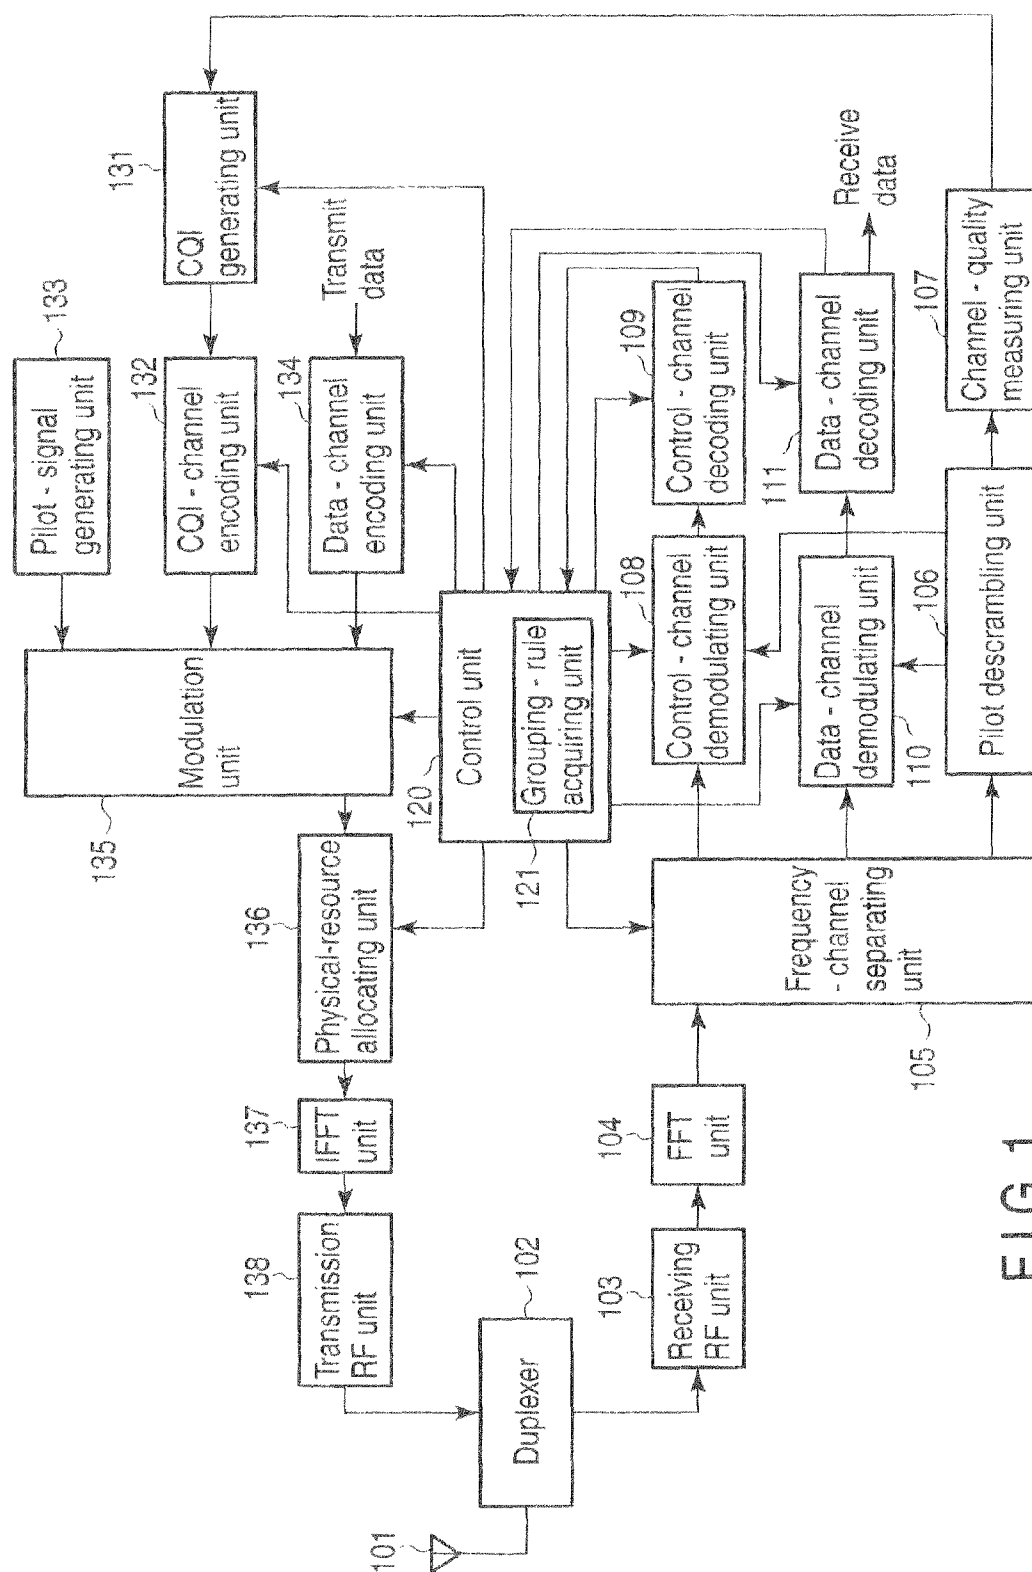 133
Pilot - signal
generating unit
131
CQI
generating unit
132
CQI - channel
encoding unit
134
Data - channel
encoding unit
Transmit
data
Modulation
unit
135
136
Physical-resource
allocating unit
137
IFFT
unit
138
Transmission
RF unit
120
Control unit
121
Grouping - rule
acquiring unit
101
102
Duplexer
103
Receiving
RF unit
104
FFT
unit
105
Frequency
- channel
separating
unit
108
Control - channel
demodulating unit
109
Control - channel
decoding unit
110
Data - channel
demodulating unit
111
Data - channel
decoding unit
Receive
data
106
Pilot descrambling unit
107
Channel - quality
measuring unit
FIG. 1